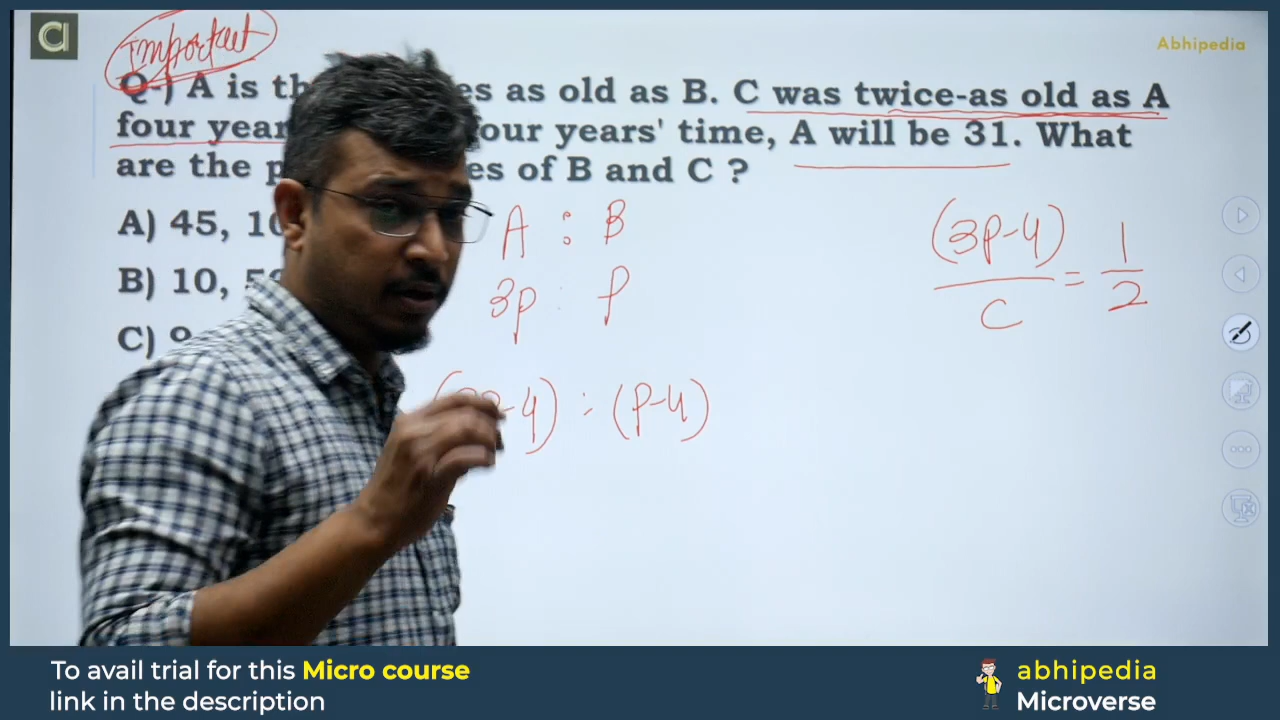 Important
Abhipedia
Q-) A is th es as old as B. C was twice-as old as A
four year our years' time, A will be 31. What
are the p es of B and C ?
A) 45, 10
B) 10, 5
C) 9
A : B
3p : p
(3p-4) / C = 1/2
-4) : (p-4)
To avail trial for this Micro course
link in the description
abhipedia
Microverse